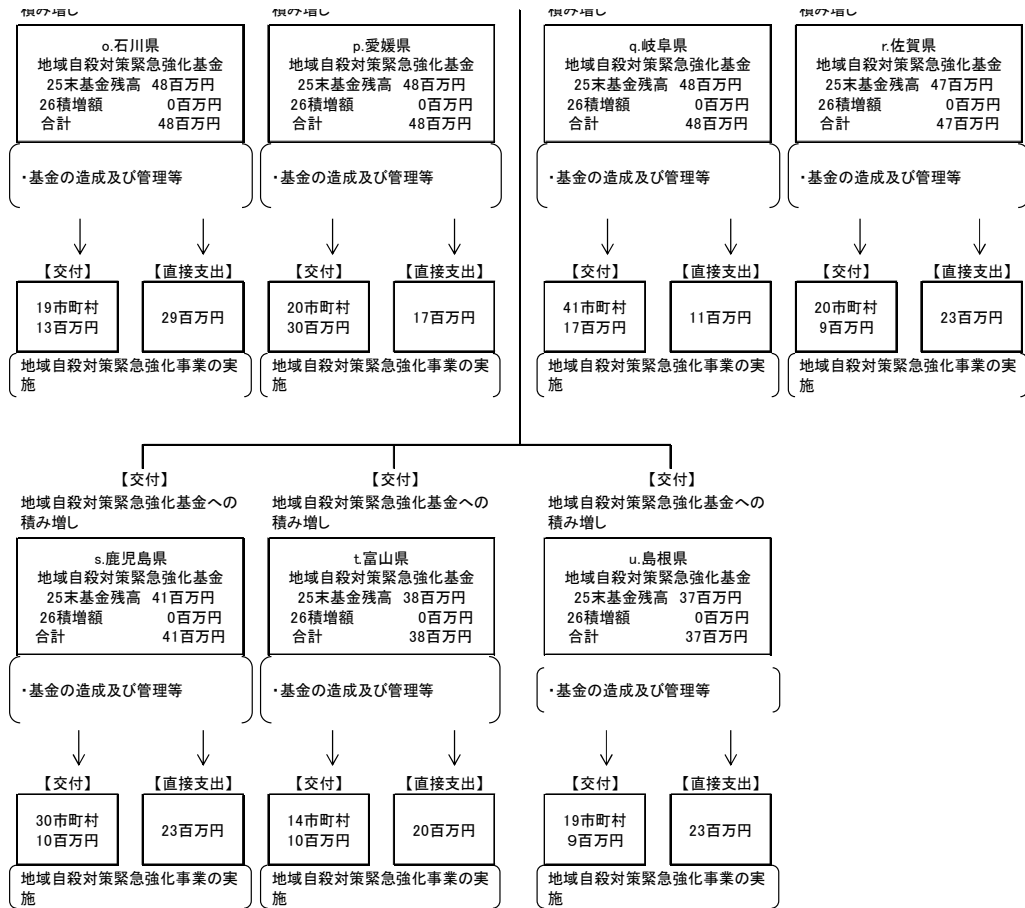 積み増し
積み増し
積み増し
積み増し
o.石川県
地域自殺対策緊急強化基金
25末基金残高 48百万円
26積増額 0百万円
合計 48百万円
p.愛媛県
地域自殺対策緊急強化基金
25末基金残高 48百万円
26積増額 0百万円
合計 48百万円
q.岐阜県
地域自殺対策緊急強化基金
25末基金残高 48百万円
26積増額 0百万円
合計 48百万円
r.佐賀県
地域自殺対策緊急強化基金
25末基金残高 47百万円
26積増額 0百万円
合計 47百万円
・基金の造成及び管理等
・基金の造成及び管理等
・基金の造成及び管理等
・基金の造成及び管理等
【交付】
【直接支出】
【交付】
【直接支出】
【交付】
【直接支出】
【交付】
【直接支出】
19市町村
13百万円
29百万円
20市町村
30百万円
17百万円
41市町村
17百万円
11百万円
20市町村
9百万円
23百万円
地域自殺対策緊急強化事業の実
施
地域自殺対策緊急強化事業の実
施
地域自殺対策緊急強化事業の実
施
地域自殺対策緊急強化事業の実
施
【交付】
【交付】
【交付】
地域自殺対策緊急強化基金への
積み増し
地域自殺対策緊急強化基金への
積み増し
地域自殺対策緊急強化基金への
積み増し
s.鹿児島県
地域自殺対策緊急強化基金
25末基金残高 41百万円
26積増額 0百万円
合計 41百万円
t.富山県
地域自殺対策緊急強化基金
25末基金残高 38百万円
26積増額 0百万円
合計 38百万円
u.島根県
地域自殺対策緊急強化基金
25末基金残高 37百万円
26積増額 0百万円
合計 37百万円
・基金の造成及び管理等
・基金の造成及び管理等
・基金の造成及び管理等
【交付】
【直接支出】
【交付】
【直接支出】
【交付】
【直接支出】
30市町村
10百万円
23百万円
14市町村
10百万円
20百万円
19市町村
9百万円
23百万円
地域自殺対策緊急強化事業の実
施
地域自殺対策緊急強化事業の実
施
地域自殺対策緊急強化事業の実
施